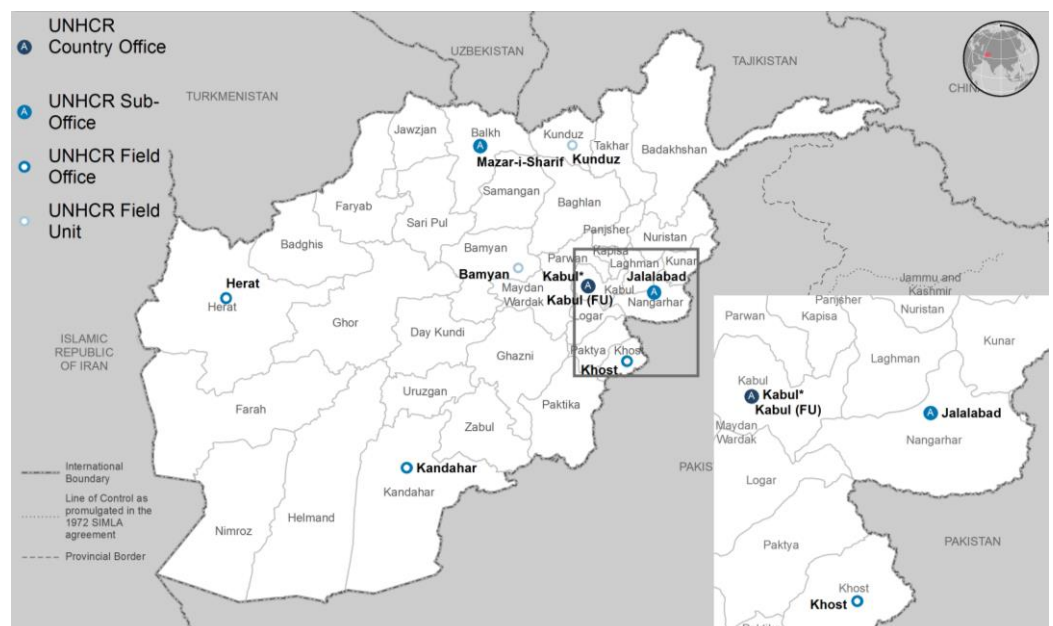 UNHCR
Country Office
UNHCR Sub-
Office
UNHCR Field
Office
UNHCR Field
Unit
UZBEKISTAN
TAJIKISTAN
TURKMENISTAN
Jawzjan
Balkh
Mazar-i-Sharif
Kunduz
Kunduz
Takhar
Badakhshan
Samangan
Faryab
Sari Pul
Baghlan
Badghis
Panjsher
Kapisa
Nuristan
Bamyan
Bamyan
Parwan
Laghman
Kunar
Kabul*
Jalalabad
Herat
Herat
Maydan
Wardak
Kabul (FU)
Kabul
Nangarhar
Logar
Jammu and
Kashmir
Ghor
Day Kundi
ISLAMIC
REPUBLIC
OF IRAN
Ghazni
Paktya
Khost
Khost
Uruzgan
Farah
Paktika
Zabul
Kandahar
Kandahar
Helmand
Nimroz
International
Boundary
Line of Control as
promulgated in the
1972 SIMLA
agreement
Provincial Border
Parwan
Panjsher
Kapisa
Nuristan
Kunar
Laghman
Kabul
Kabul*
Kabul (FU)
Jalalabad
Maydan
Wardak
Nangarhar
Logar
Paktya
PAKISTAN
Khost
Khost